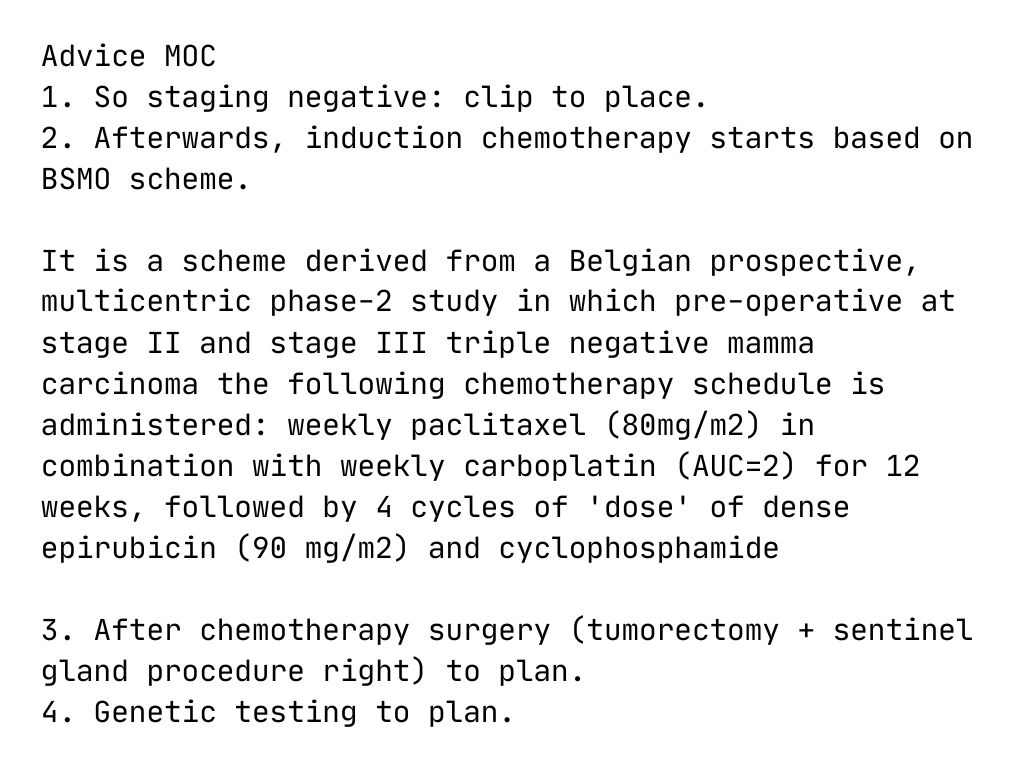 Advice MOC
1. So staging negative: clip to place.
2. Afterwards, induction chemotherapy starts based on
BSMO scheme.
It is a scheme derived from a Belgian prospective,
multicentric phase-2 study in which pre-operative at
stage II and stage III triple negative mamma
carcinoma the following chemotherapy schedule is
administered: weekly paclitaxel (80mg/m2) in
combination with weekly carboplatin (AUC=2) for 12
weeks, followed by 4 cycles of 'dose' of dense
epirubicin (90 mg/m2) and cyclophosphamide
3. After chemotherapy surgery (tumorectomy + sentinel
gland procedure right) to plan.
4. Genetic testing to plan.